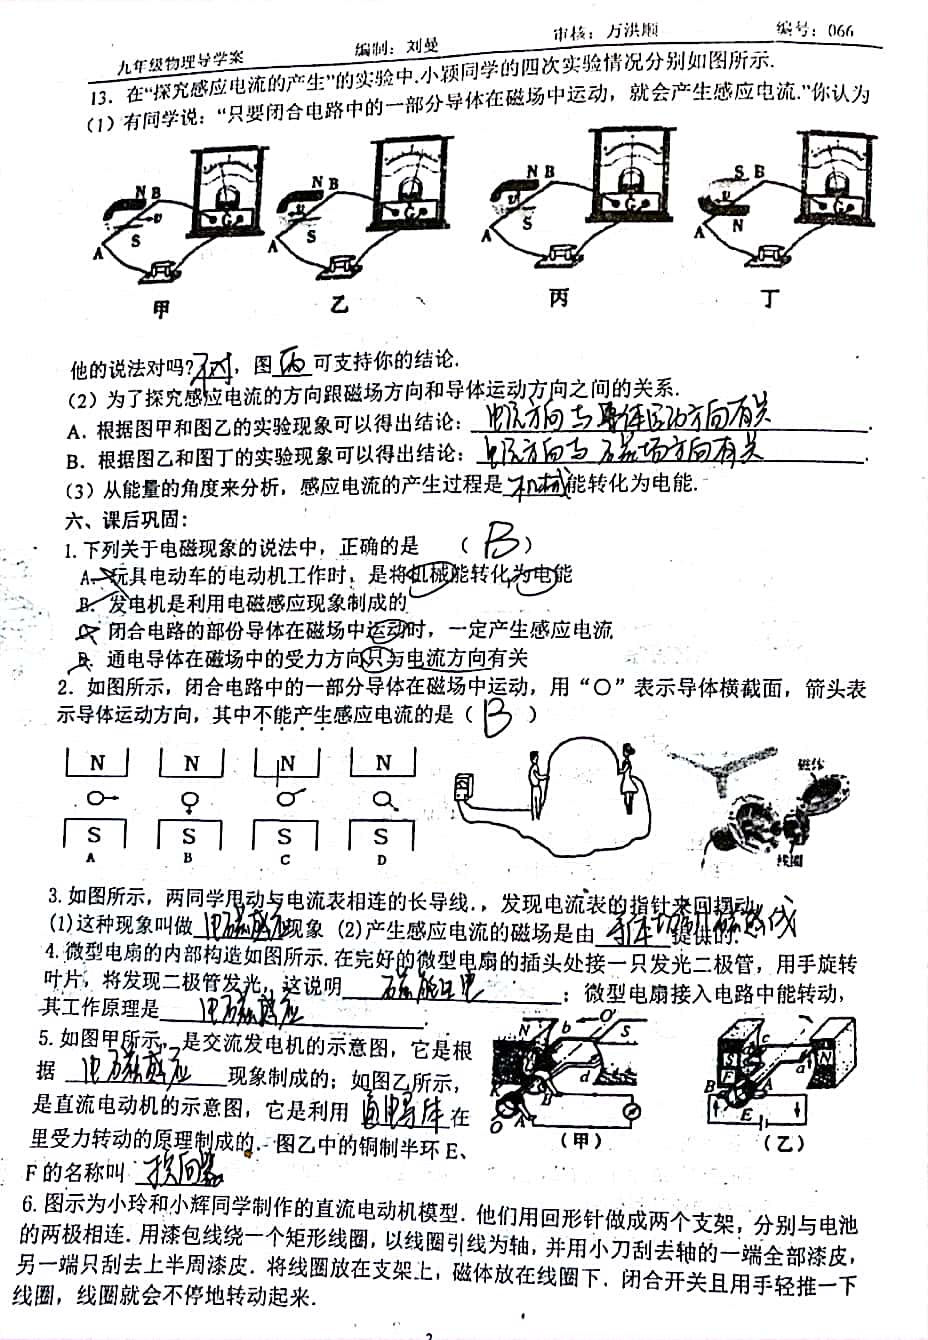 九年级物理导学案 编制：刘曼 审核：万洪顺 编号：066
13．在“探究感应电流的产生”的实验中.小颖同学的四次实验情况分别如图所示.
（1）有同学说：“只要闭合电路中的一部分导体在磁场中运动，就会产生感应电流.”你认为
N B v S A G
甲
N B v S A G
乙
N B v S A G
丙
S B v N A G
丁
他的说法对吗?不对，图丙可支持你的结论.
（2）为了探究感应电流的方向跟磁场方向和导体运动方向之间的关系.
A．根据图甲和图乙的实验现象可以得出结论：电流方向与导体运动方向有关.
B．根据图乙和图丁的实验现象可以得出结论：电流方向与磁场方向有关.
（3）从能量的角度来分析，感应电流的产生过程是机械能转化为电能.
六、课后巩固：
1.下列关于电磁现象的说法中，正确的是 （B）
A．玩具电动车的电动机工作时，是将机械能转化为电能
B．发电机是利用电磁感应现象制成的
闭合电路的部份导体在磁场中运动时，一定产生感应电流
通电导体在磁场中的受力方向只与电流方向有关
2．如图所示，闭合电路中的一部分导体在磁场中运动，用“○”表示导体横截面，箭头表
示导体运动方向，其中不能产生感应电流的是（B）
N N N N
S S S S
A B C D
磁体
线圈
3.如图所示，两同学甩动与电流表相连的长导线.，发现电流表的指针来回摆动.
(1)这种现象叫做电磁感应现象 (2)产生感应电流的磁场是由提供的.
4.微型电扇的内部构造如图所示.在完好的微型电扇的插头处接一只发光二极管，用手旋转
叶片，将发现二极管发光，这说明磁能生电；微型电扇接入电路中能转动，
其工作原理是电磁感应.
5.如图甲所示，是交流发电机的示意图，它是根
据电磁感应现象制成的；如图乙所示，
是直流电动机的示意图，它是利用通电导体在
里受力转动的原理制成的.图乙中的铜制半环E、
F的名称叫换向器
N b O' S d A B O
（甲）
S F c N a B A E
（乙）
6.图示为小玲和小辉同学制作的直流电动机模型．他们用回形针做成两个支架，分别与电池
的两极相连．用漆包线绕一个矩形线圈，以线圈引线为轴，并用小刀刮去轴的一端全部漆皮，
另一端只刮去上半周漆皮．将线圈放在支架上，磁体放在线圈下．闭合开关且用手轻推一下
线圈，线圈就会不停地转动起来.
2